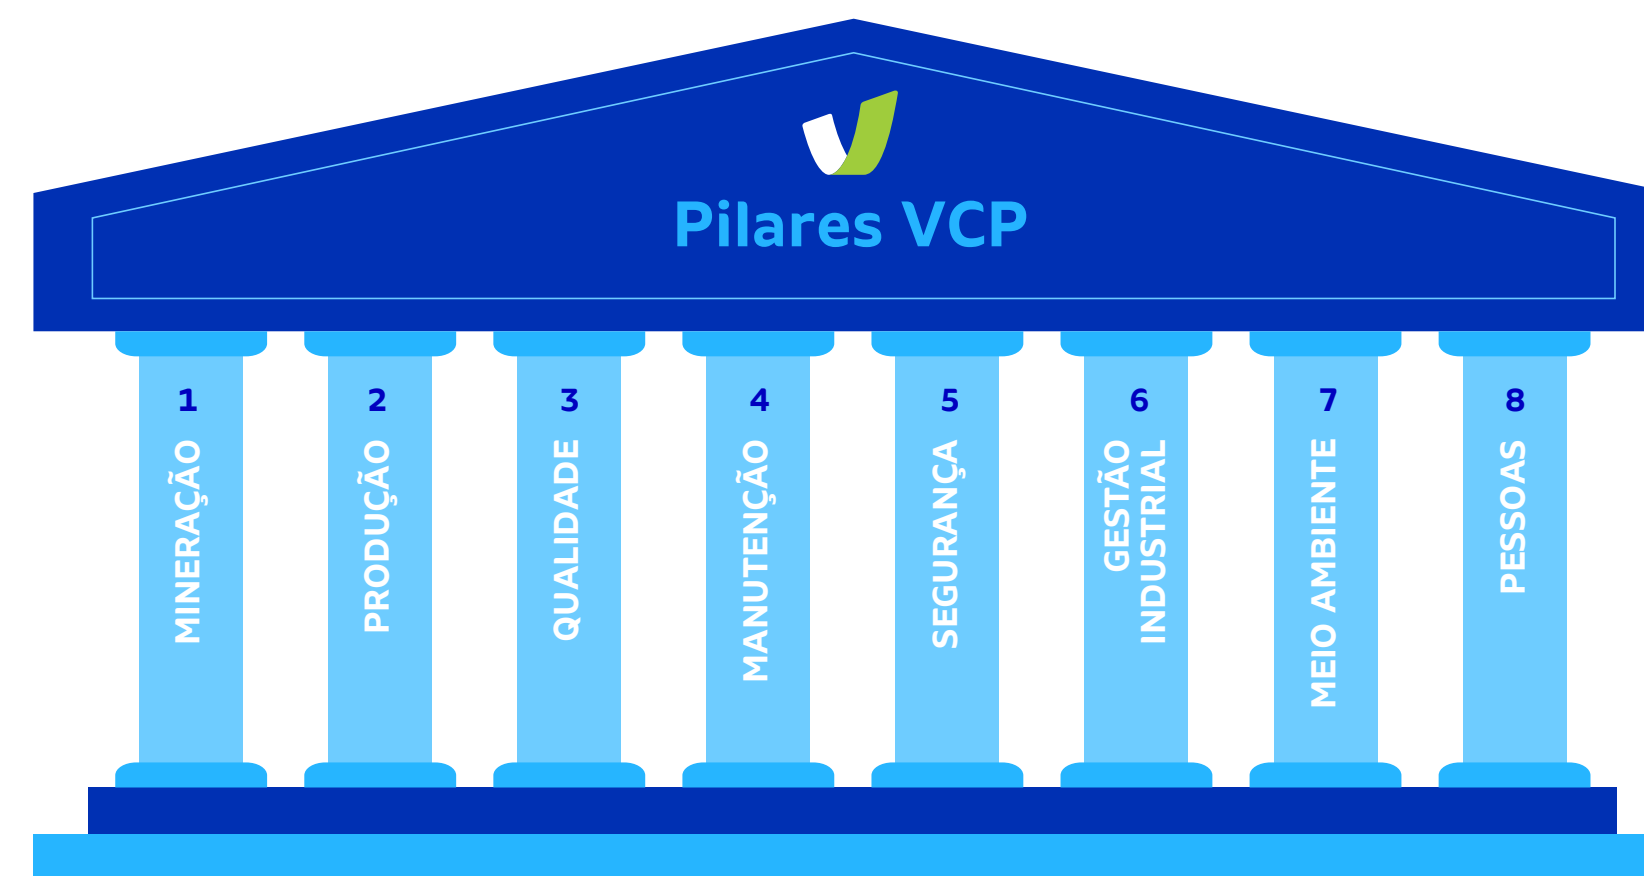 Pilares VCP
1
MINERAÇÃO
2
PRODUÇÃO
3
QUALIDADE
4
MANUTENÇÃO
5
SEGURANÇA
6
GESTÃO
INDUSTRIAL
7
MEIO AMBIENTE
8
PESSOAS